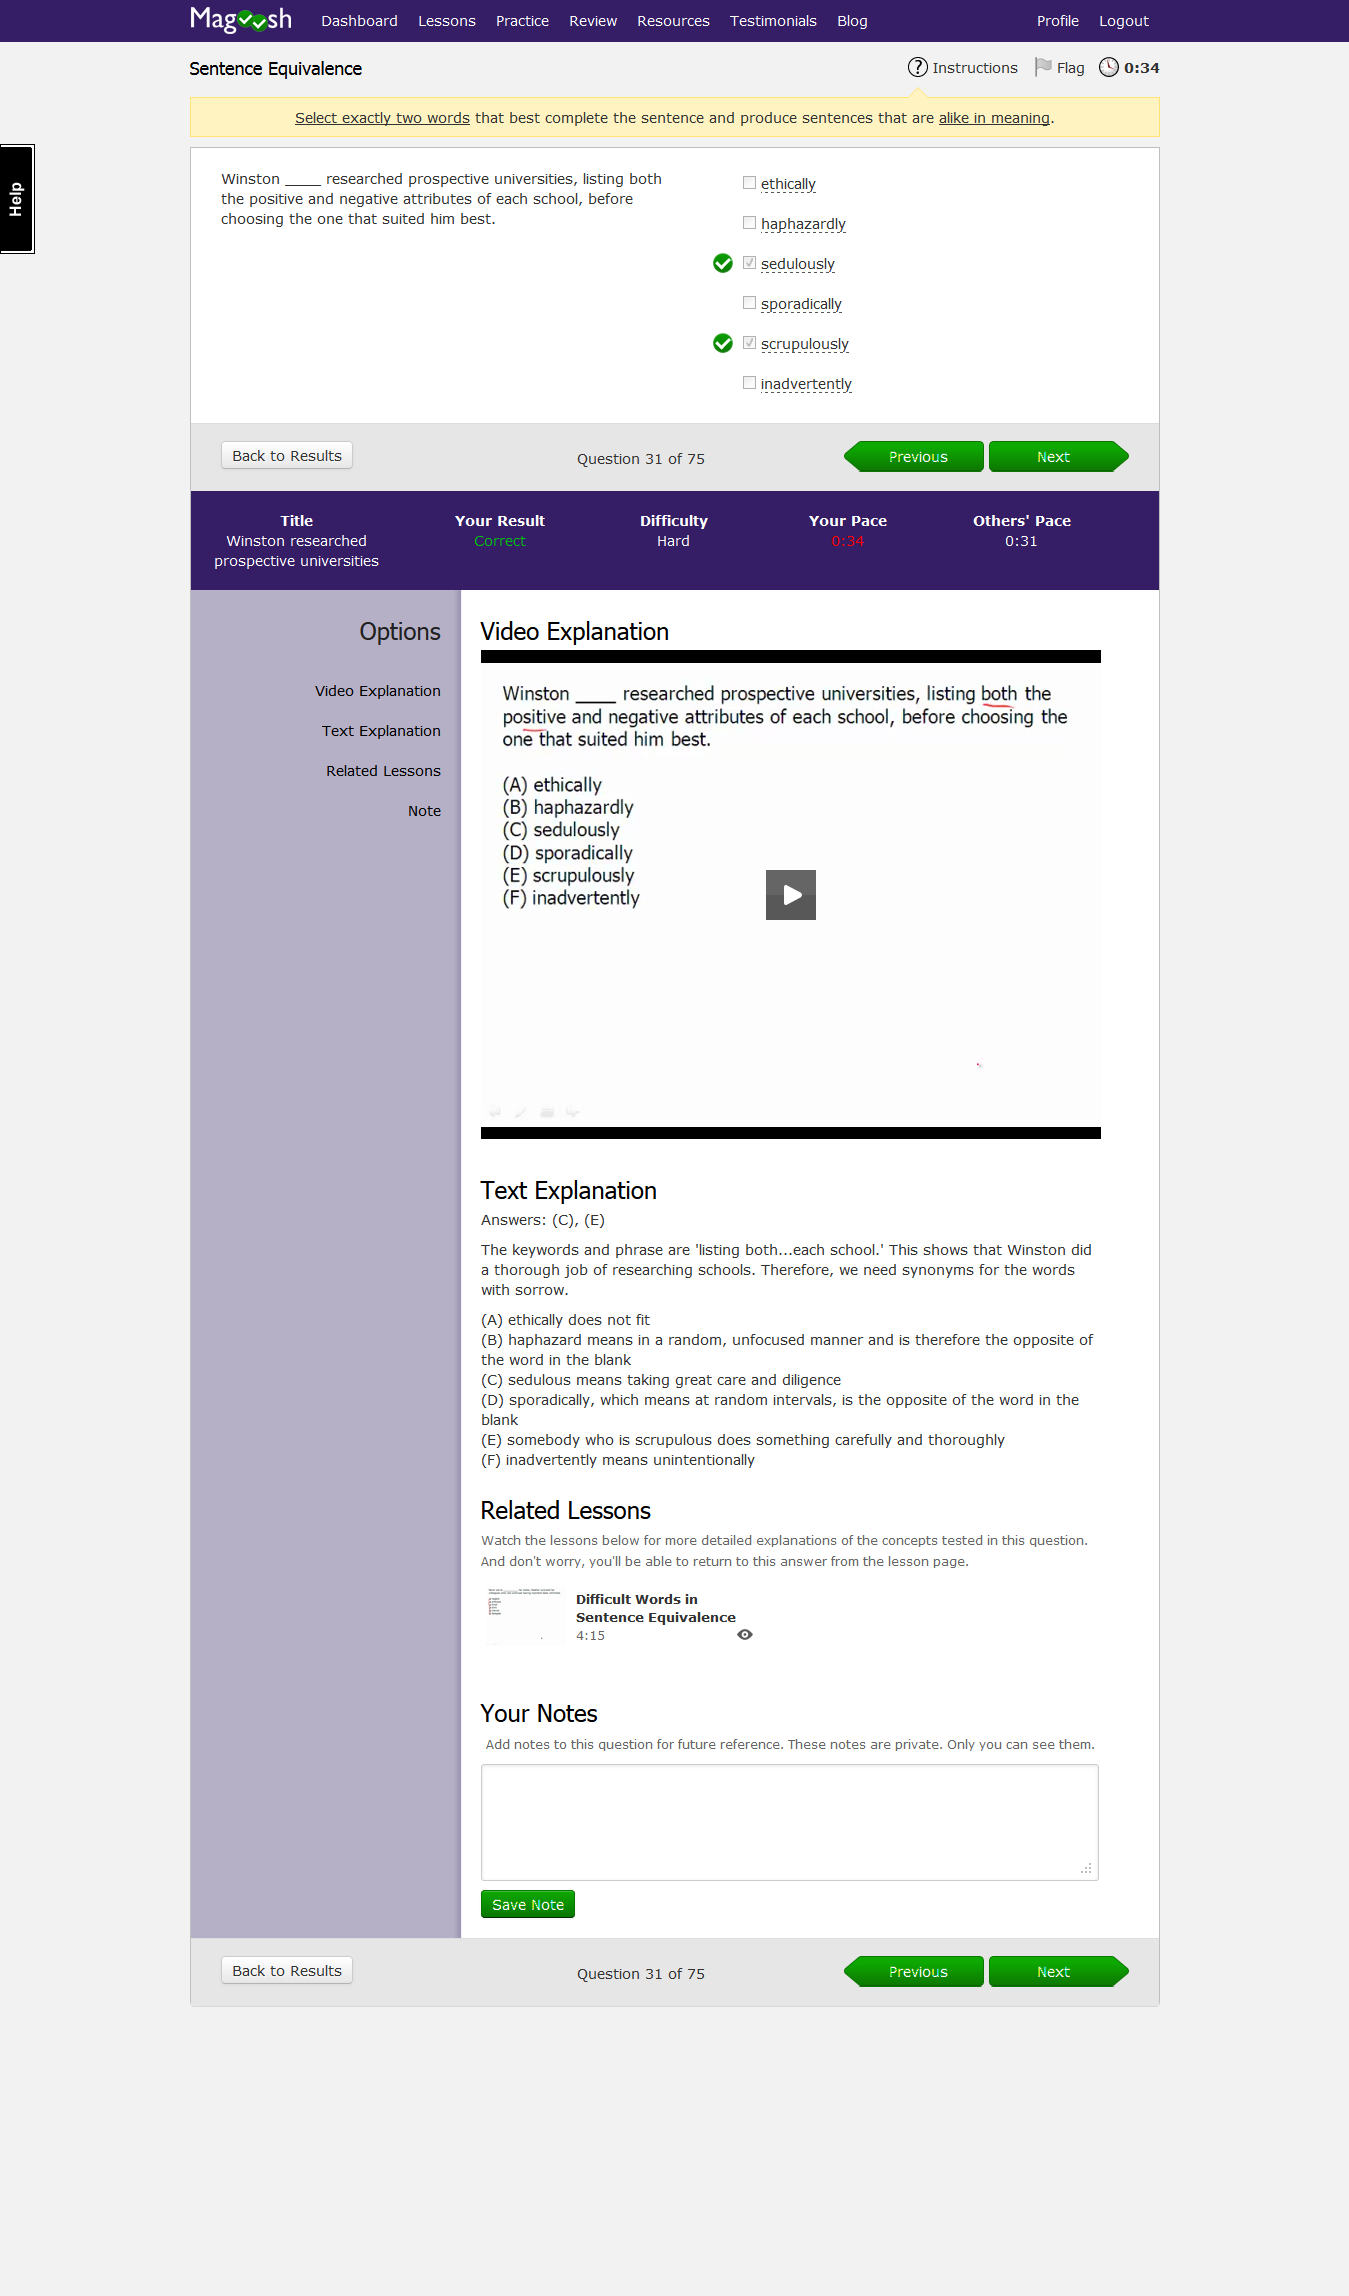 Magoosh Dashboard Lessons Practice Review Resources Testimonials Blog Profile Logout
Sentence Equivalence Instructions Flag 0:34
Select exactly two words that best complete the sentence and produce sentences that are alike in meaning.
Help
Winston ____ researched prospective universities, listing both
the positive and negative attributes of each school, before
choosing the one that suited him best.
ethically
haphazardly
sedulously
sporadically
scrupulously
inadvertently
Back to Results Question 31 of 75 Previous Next
Title Your Result Difficulty Your Pace Others' Pace
Winston researched Correct Hard 0:34 0:31
prospective universities
Options
Video Explanation
Text Explanation
Related Lessons
Note
Video Explanation
Winston ____ researched prospective universities, listing both the
positive and negative attributes of each school, before choosing the
one that suited him best.
(A) ethically
(B) haphazardly
(C) sedulously
(D) sporadically
(E) scrupulously
(F) inadvertently
Text Explanation
Answers: (C), (E)
The keywords and phrase are 'listing both...each school.' This shows that Winston did
a thorough job of researching schools. Therefore, we need synonyms for the words
with sorrow.
(A) ethically does not fit
(B) haphazard means in a random, unfocused manner and is therefore the opposite of
the word in the blank
(C) sedulous means taking great care and diligence
(D) sporadically, which means at random intervals, is the opposite of the word in the
blank
(E) somebody who is scrupulous does something carefully and thoroughly
(F) inadvertently means unintentionally
Related Lessons
Watch the lessons below for more detailed explanations of the concepts tested in this question.
And don't worry, you'll be able to return to this answer from the lesson page.
Difficult Words in
Sentence Equivalence
4:15
Your Notes
Add notes to this question for future reference. These notes are private. Only you can see them.
Save Note
Back to Results Question 31 of 75 Previous Next